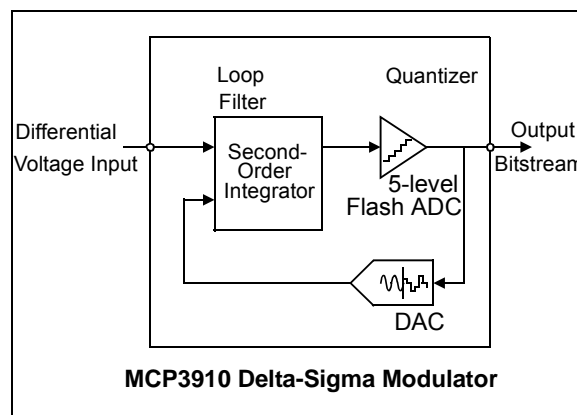 Loop
Filter
Quantizer
Differential
Voltage Input
Second-
Order
Integrator
Output
Bitstream
5-level
Flash ADC
DAC
MCP3910 Delta-Sigma Modulator